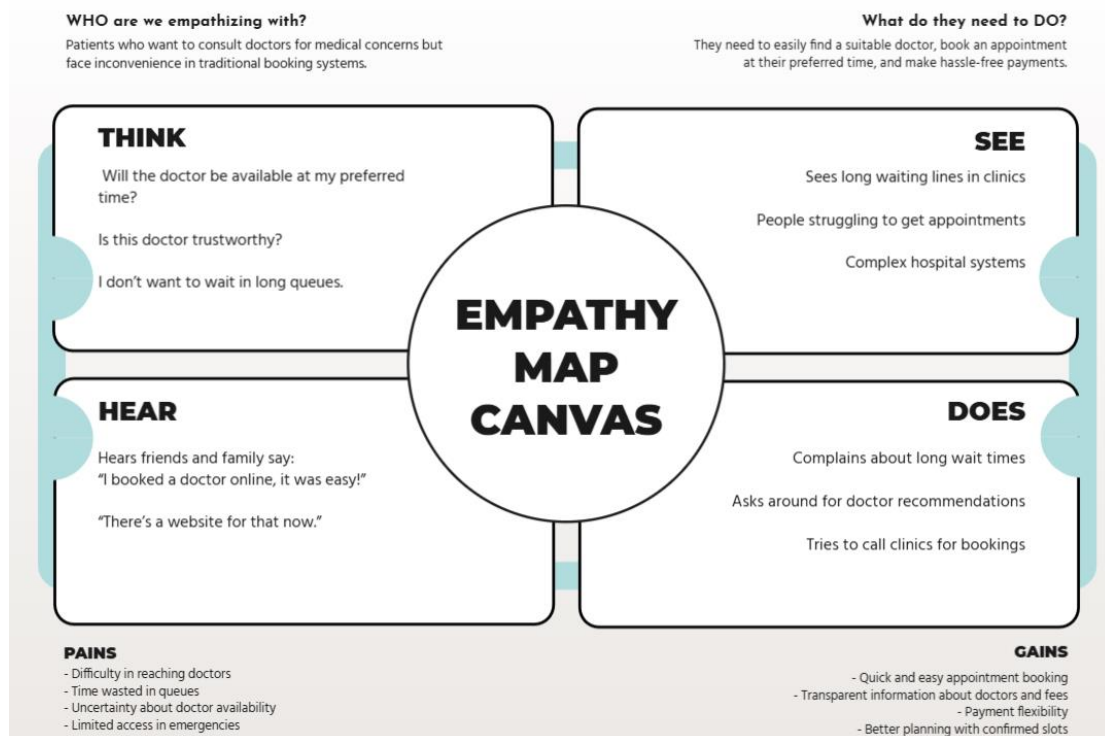 WHO are we empathizing with?
Patients who want to consult doctors for medical concerns but
face inconvenience in traditional booking systems.
What do they need to DO?
They need to easily find a suitable doctor, book an appointment
at their preferred time, and make hassle-free payments.
THINK
Will the doctor be available at my preferred
time?
Is this doctor trustworthy?
I don't want to wait in long queues.
SEE
Sees long waiting lines in clinics
People struggling to get appointments
Complex hospital systems
EMPATHY
MAP
CANVAS
HEAR
Hears friends and family say:
“I booked a doctor online, it was easy!”
“There's a website for that now.”
DOES
Complains about long wait times
Asks around for doctor recommendations
Tries to call clinics for bookings
PAINS
- Difficulty in reaching doctors
- Time wasted in queues
- Uncertainty about doctor availability
- Limited access in emergencies
GAINS
- Quick and easy appointment booking
- Transparent information about doctors and fees
- Payment flexibility
- Better planning with confirmed slots